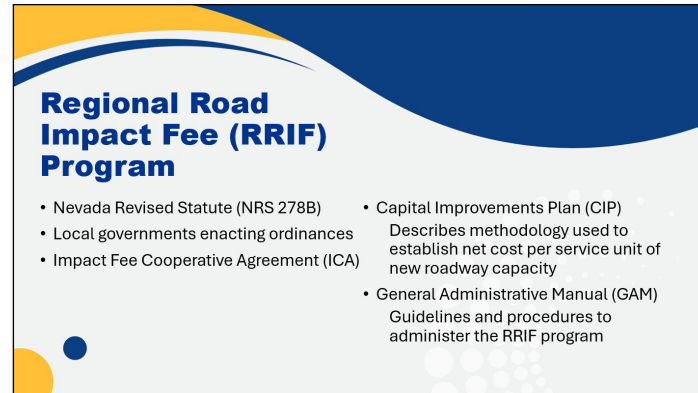 Regional Road
Impact Fee (RRIF)
Program
• Nevada Revised Statute (NRS 278B)
• Local governments enacting ordinances
• Impact Fee Cooperative Agreement (ICA)
• Capital Improvements Plan (CIP)
Describes methodology used to
establish net cost per service unit of
new roadway capacity
• General Administrative Manual (GAM)
Guidelines and procedures to
administer the RRIF program